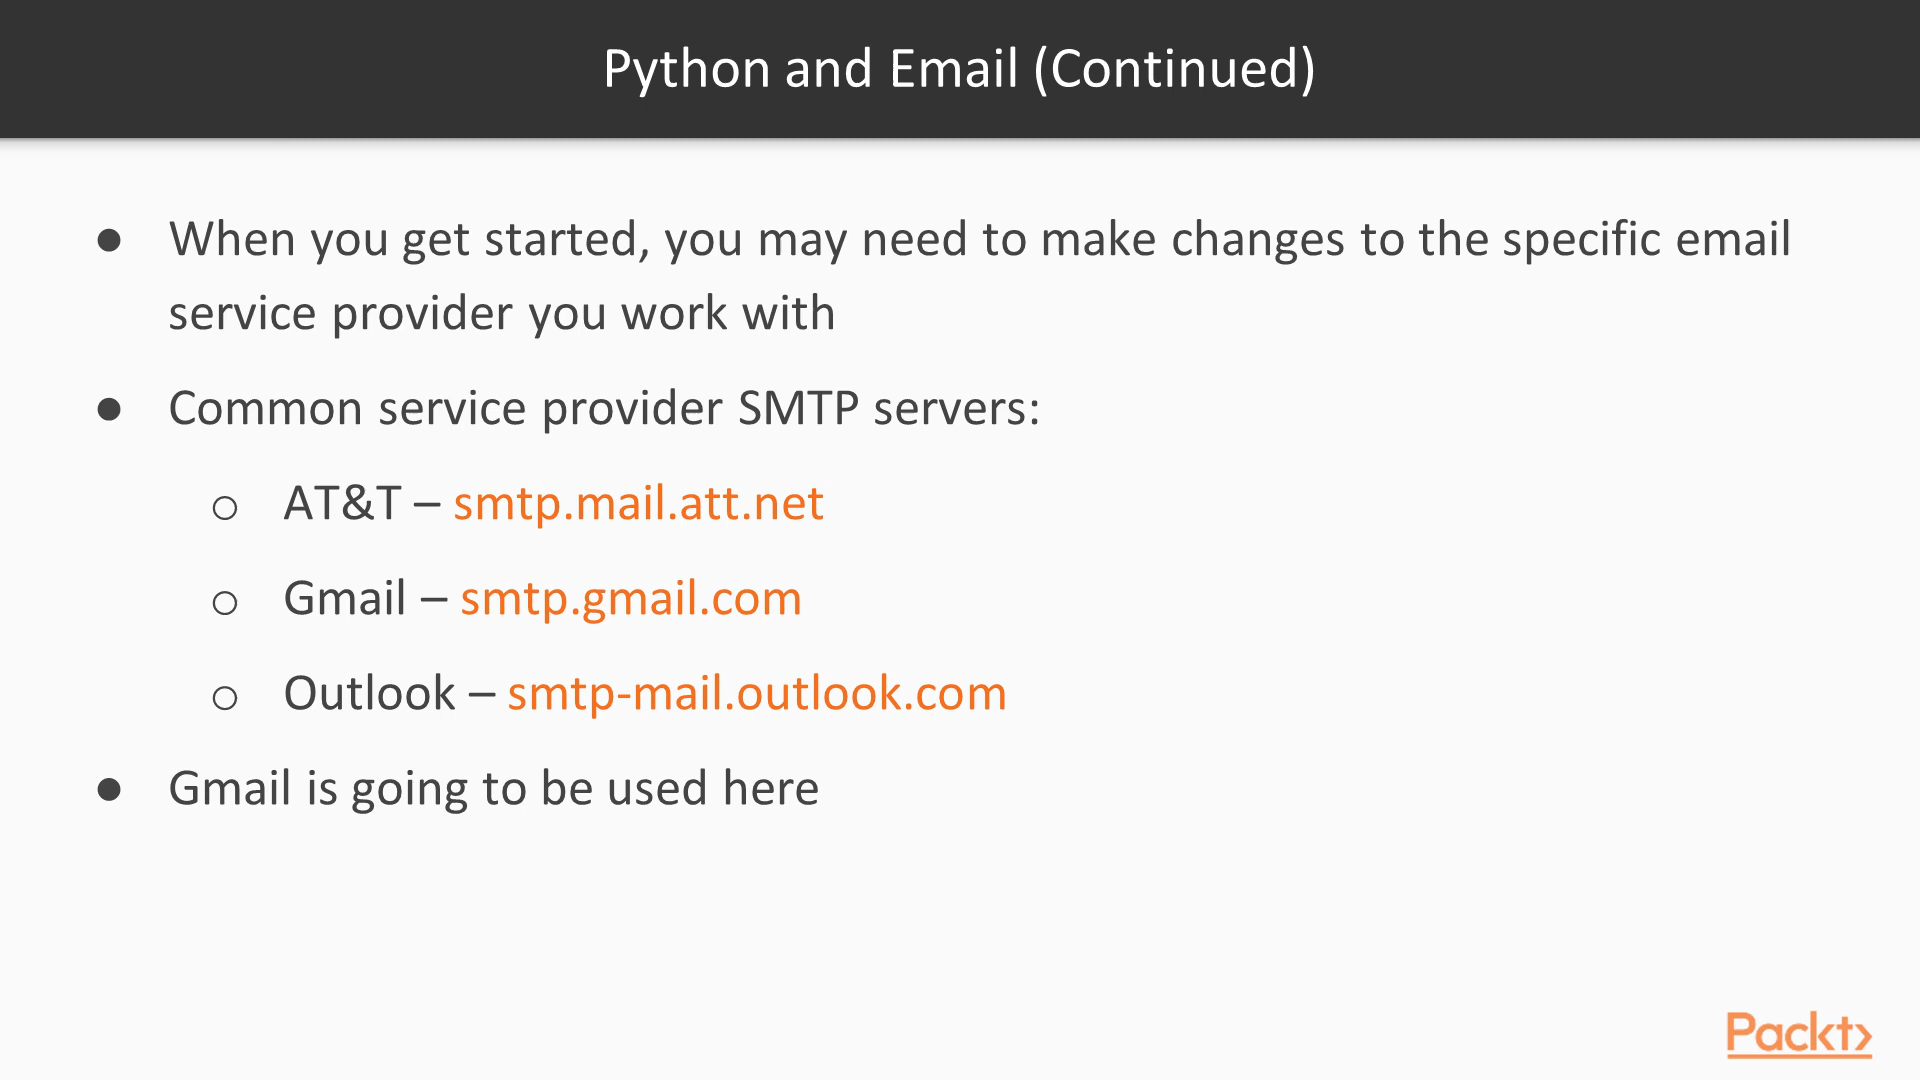 Python and Email (Continued)
● When you get started, you may need to make changes to the specific email
service provider you work with
● Common service provider SMTP servers:
○ AT&T – smtp.mail.att.net
○ Gmail – smtp.gmail.com
○ Outlook – smtp-mail.outlook.com
● Gmail is going to be used here
Packt>